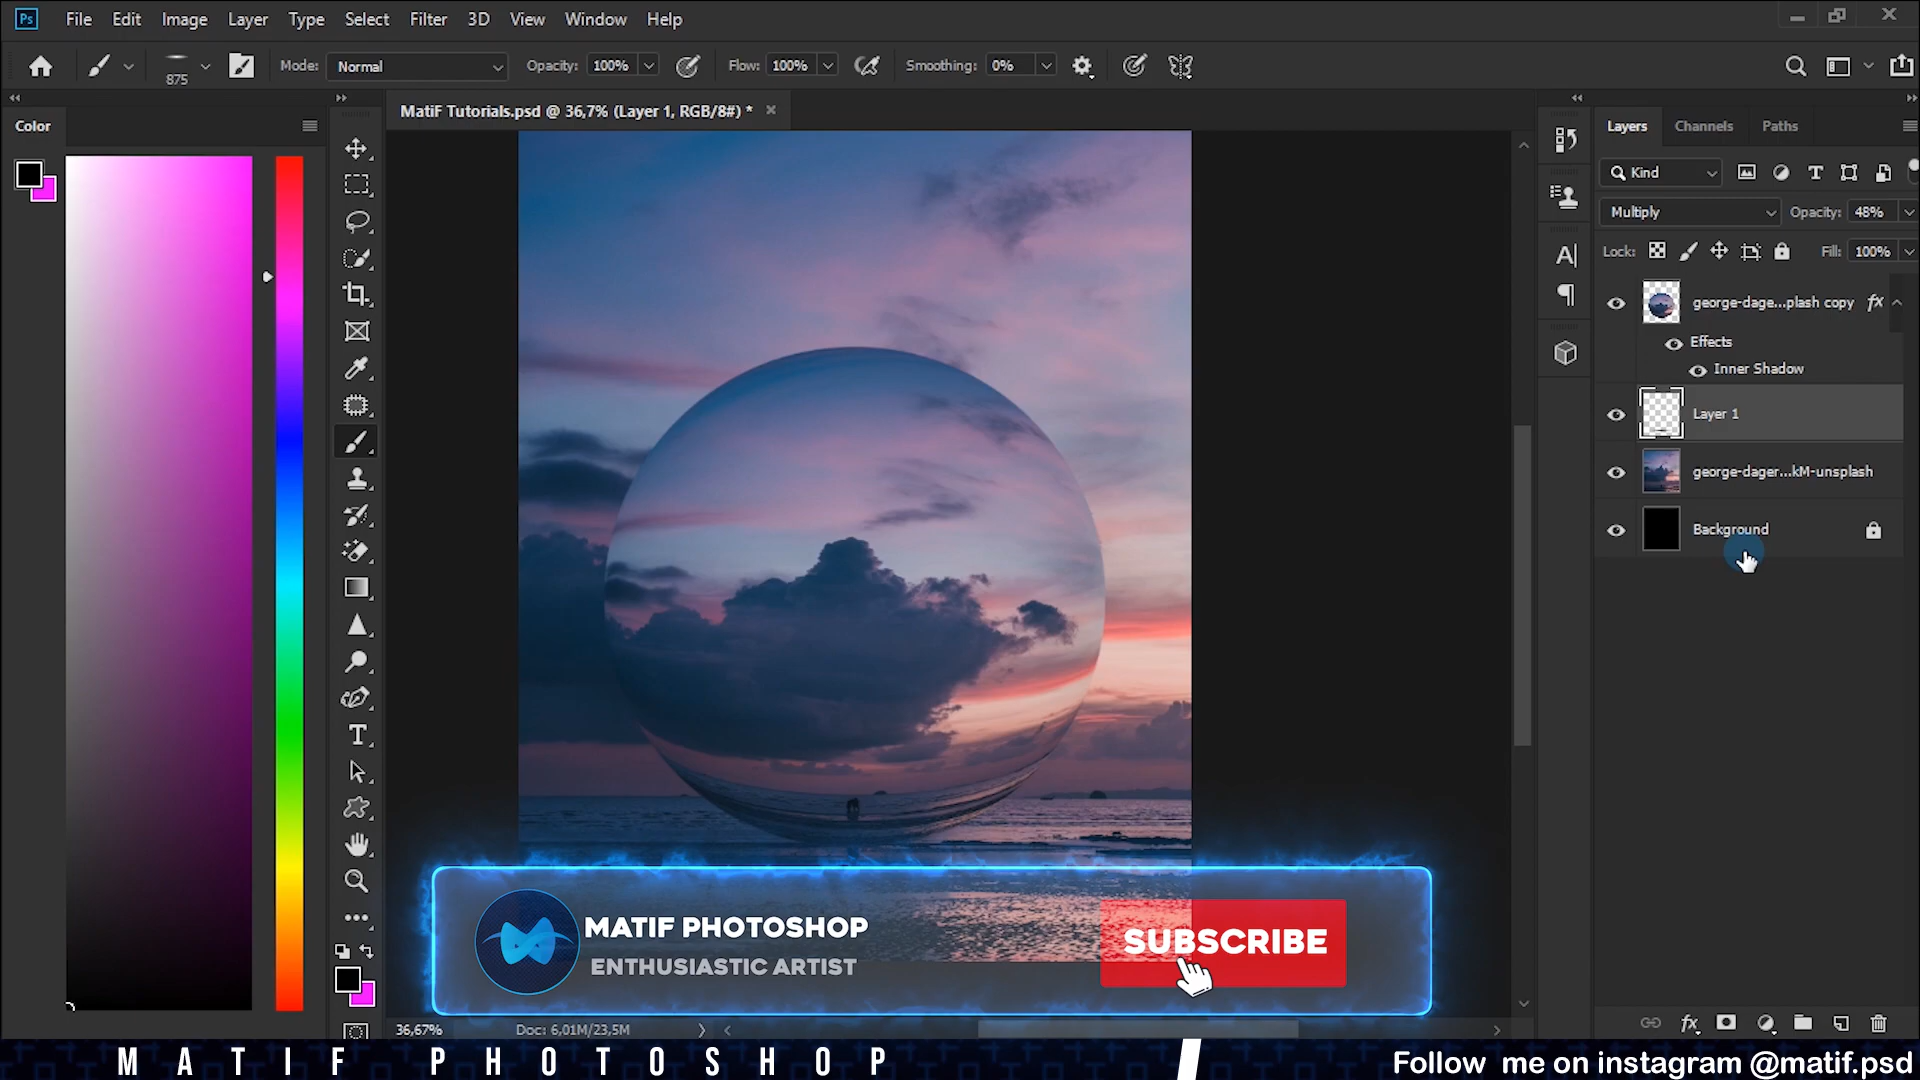 Ps File Edit Image Layer Type Select Filter 3D View Window Help
875 Mode: Normal Opacity: 100% Flow: 100% Smoothing: 0%
Color
MatiF Tutorials.psd @ 36,7% (Layer 1, RGB/8#) *
Layers Channels Paths
Kind
Multiply Opacity: 48%
Lock: Fill: 100%
george-dage...plash copy fx
Effects
Inner Shadow
Layer 1
george-dager...kM-unsplash
Background
MATIF PHOTOSHOP
ENTHUSIASTIC ARTIST
SUBSCRIBE
36,67% Doc: 6,01M/23,5M
MATIF PHOTOSHOP
Follow me on instagram @matif.psd